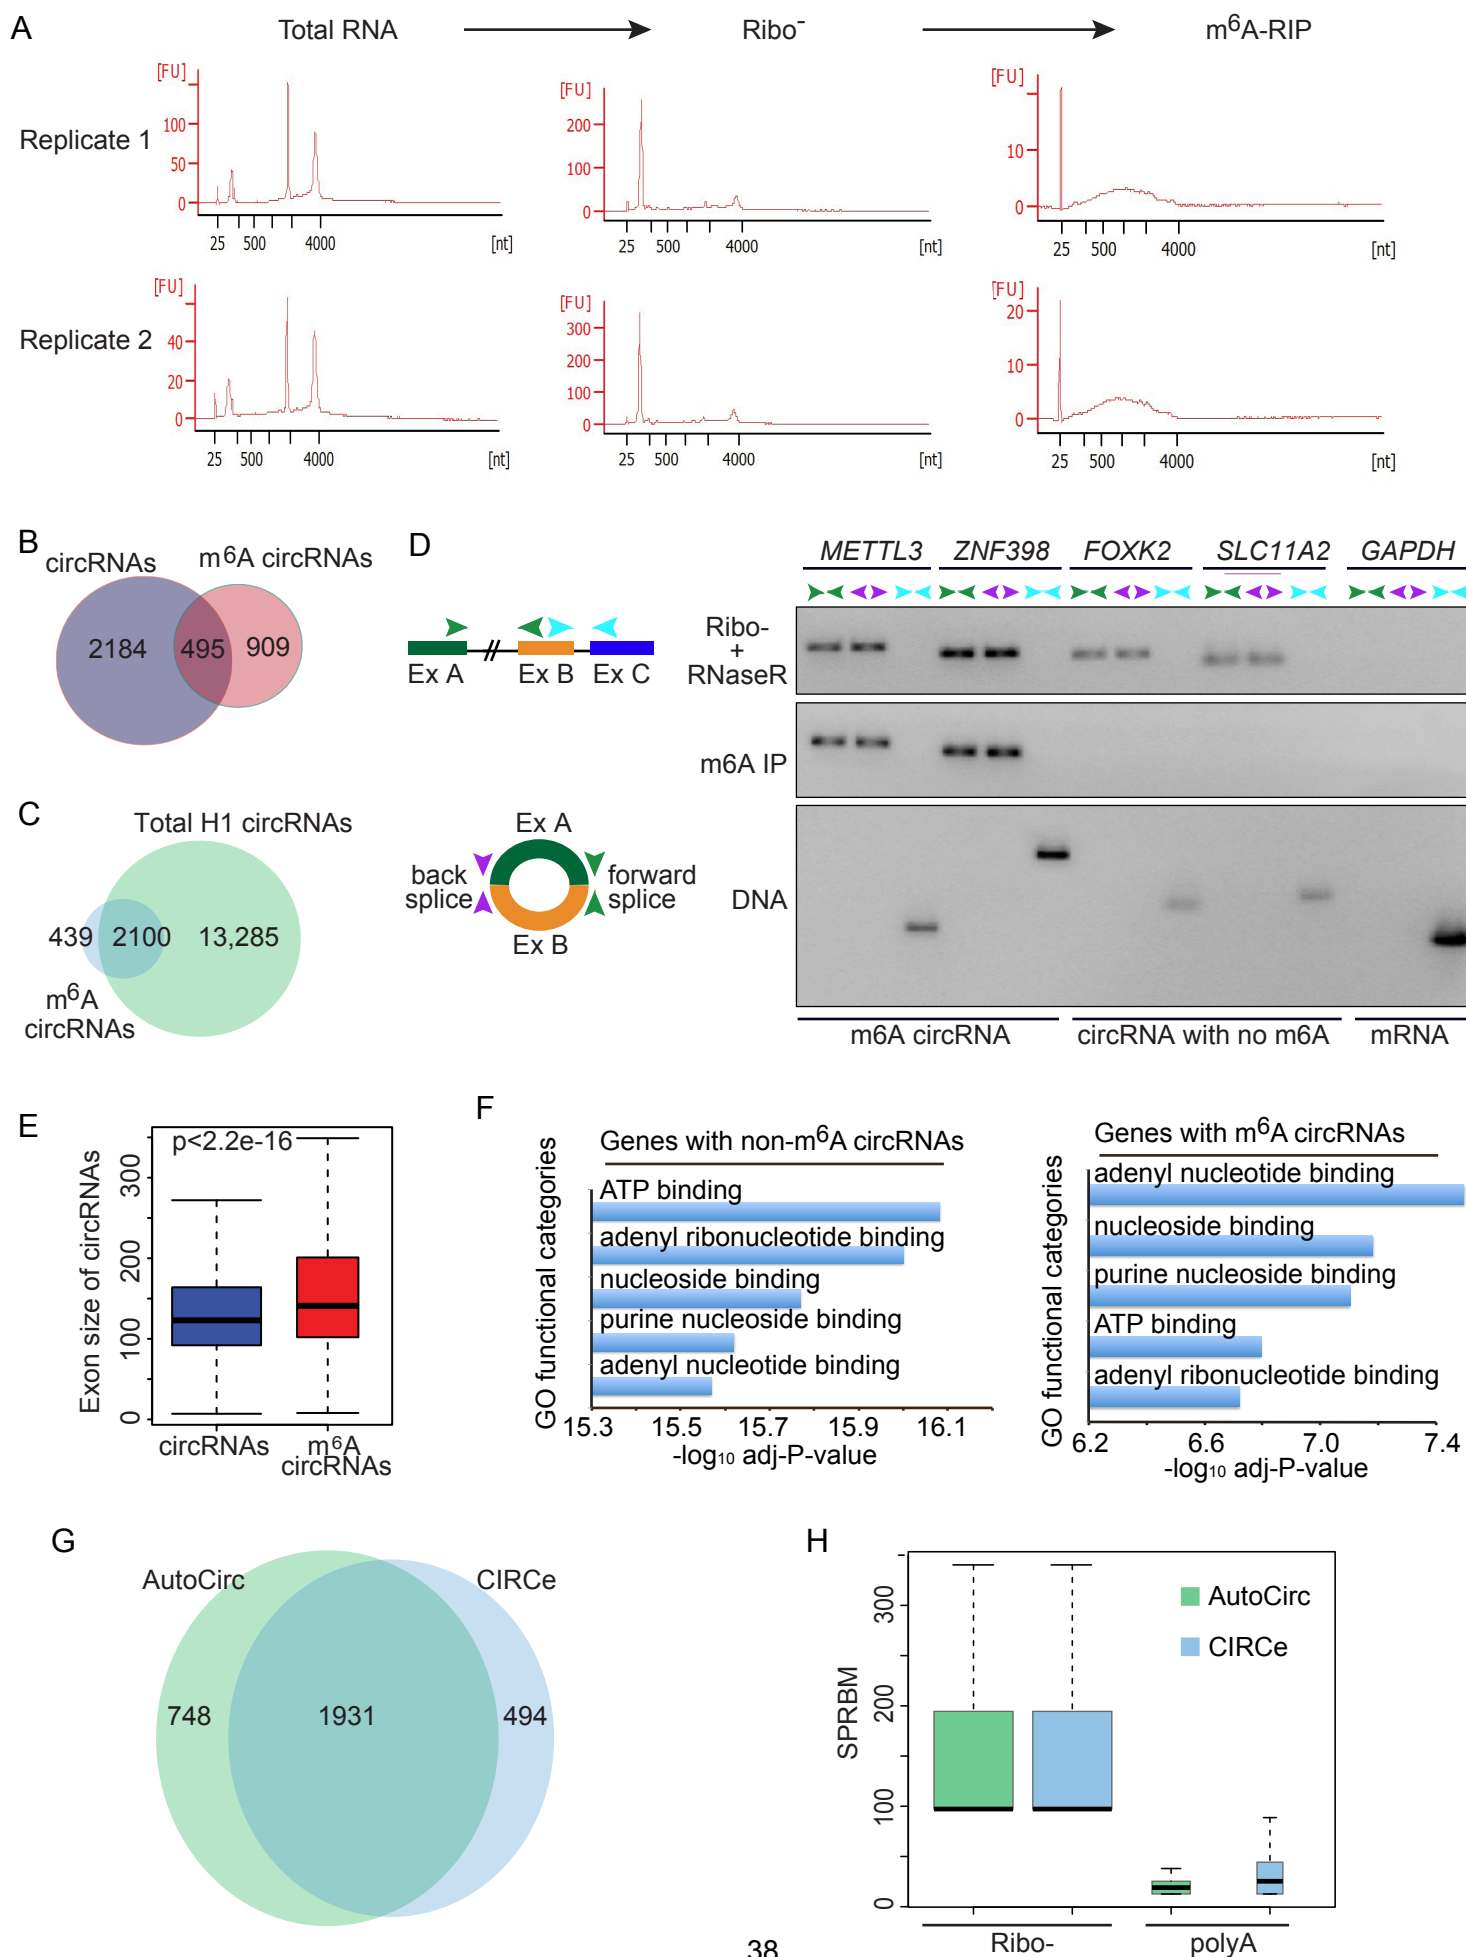 A
Total RNA
Ribo-
m6A-RIP
Replicate 1
[FU]
100
50
0
25 500 4000 [nt]
[FU]
200
100
0
25 500 4000 [nt]
[FU]
10
0
25 500 4000 [nt]
Replicate 2
[FU]
40
20
0
25 500 4000 [nt]
[FU]
300
200
100
0
25 500 4000 [nt]
[FU]
20
10
0
25 500 4000 [nt]
B
circRNAs
m6A circRNAs
2184 495 909
C
Total H1 circRNAs
439 2100 13,285
m6A
circRNAs
D
Ex A Ex B Ex C
Ex A
back
splice
forward
splice
Ex B
METTL3 ZNF398 FOXK2 SLC11A2 GAPDH
Ribo-
+
RNaseR
m6A IP
DNA
m6A circRNA circRNA with no m6A mRNA
E
p<2.2e-16
Exon size of circRNAs
300
200
100
0
circRNAs
m6A
circRNAs
F
Genes with non-m6A circRNAs
GO functional categories
ATP binding
adenyl ribonucleotide binding
nucleoside binding
purine nucleoside binding
adenyl nucleotide binding
15.3 15.5 15.7 15.9 16.1
-log10 adj-P-value
Genes with m6A circRNAs
GO functional categories
adenyl nucleotide binding
nucleoside binding
purine nucleoside binding
ATP binding
adenyl ribonucleotide binding
6.2 6.6 7.0 7.4
-log10 adj-P-value
G
AutoCirc
CIRCe
748 1931 494
H
AutoCirc
CIRCe
SPRBM
300
200
100
0
Ribo- polyA
38